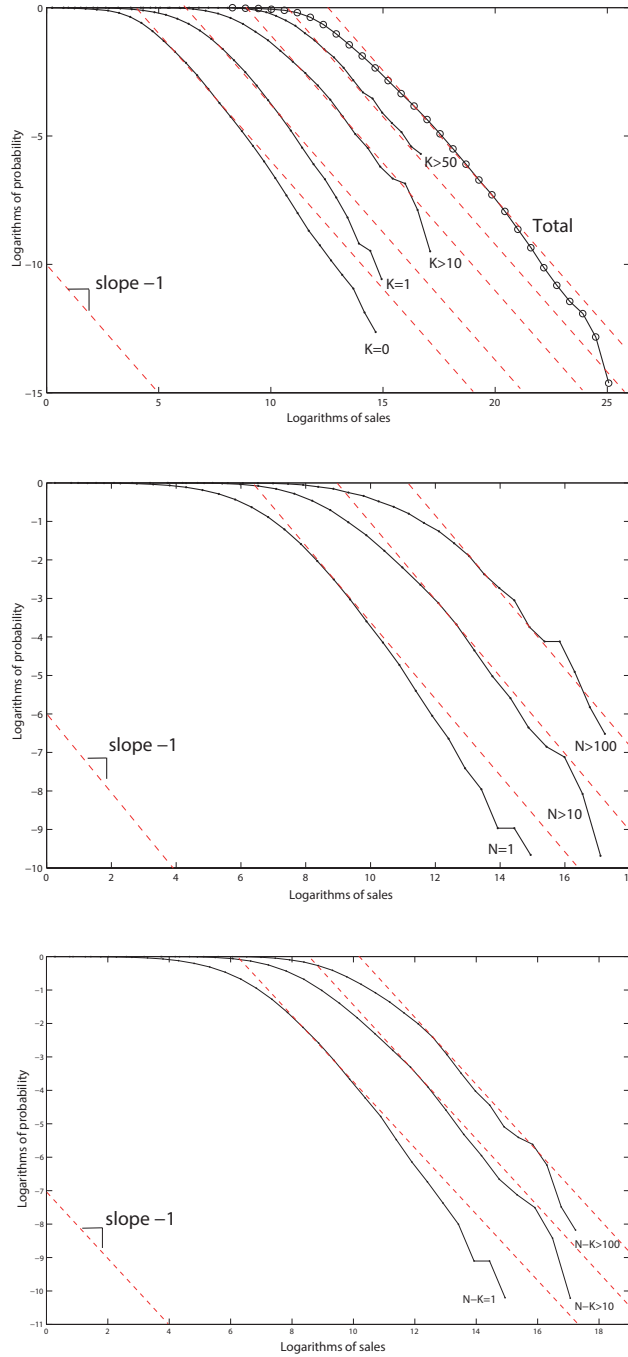 0
−5
−10
−15
Logarithms of probability
K>50
Total
K>10
K=1
K=0
slope −1
0 5 10 15 20 25
Logarithms of sales
0
−1
−2
−3
−4
−5
−6
−7
−8
−9
−10
Logarithms of probability
slope −1
N>100
N>10
N=1
0 2 4 6 8 10 12 14 16 18
Logarithms of sales
0
−1
−2
−3
−4
−5
−6
−7
−8
−9
−10
−11
Logarithms of probability
slope −1
N−K>100
N−K=1
N−K>10
0 2 4 6 8 10 12 14 16 18
Logarithms of sales